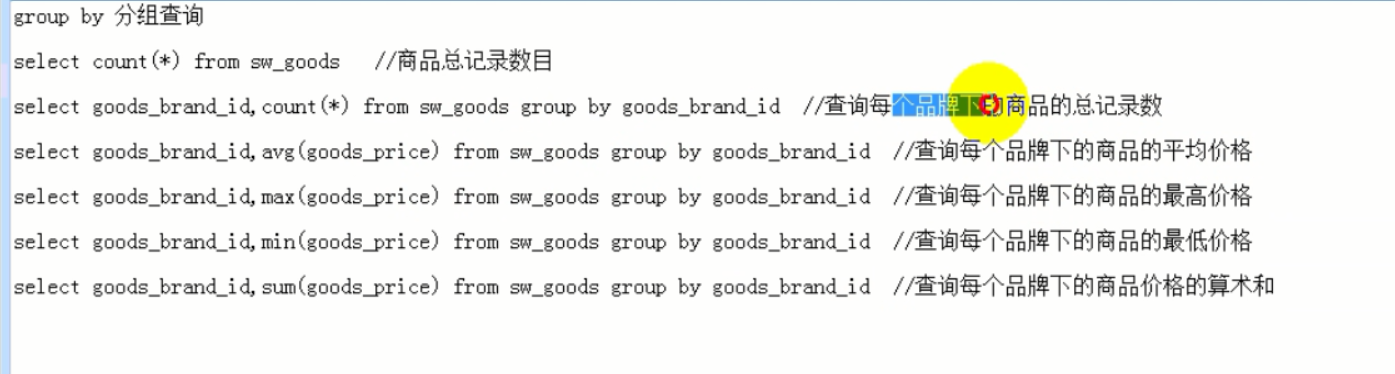 group by 分组查询
select count(*) from sw_goods //商品总记录数目
select goods_brand_id,count(*) from sw_goods group by goods_brand_id //查询每个品牌下的商品的总记录数
select goods_brand_id,avg(goods_price) from sw_goods group by goods_brand_id //查询每个品牌下的商品的平均价格
select goods_brand_id,max(goods_price) from sw_goods group by goods_brand_id //查询每个品牌下的商品的最高价格
select goods_brand_id,min(goods_price) from sw_goods group by goods_brand_id //查询每个品牌下的商品的最低价格
select goods_brand_id,sum(goods_price) from sw_goods group by goods_brand_id //查询每个品牌下的商品价格的算术和